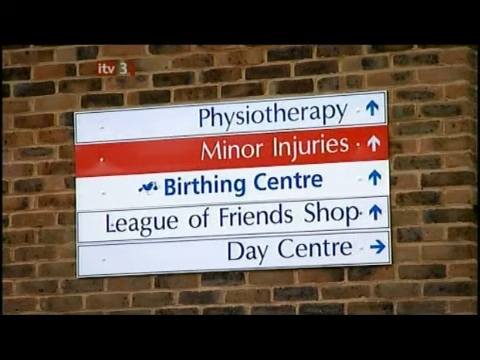 itv3
Physiotherapy ↑
Minor Injuries ↑
Birthing Centre ↑
League of Friends Shop ↑
Day Centre →